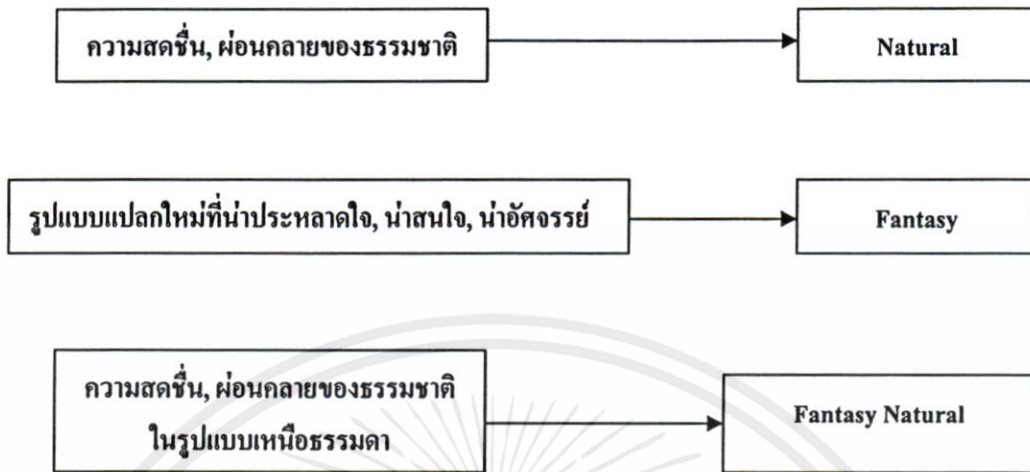 ความสดชื่น, ผ่อนคลายของธรรมชาติ
Natural
รูปแบบแปลกใหม่ที่น่าประหลาดใจ, น่าสนใจ, น่าอัศจรรย์
Fantasy
ความสดชื่น, ผ่อนคลายของธรรมชาติ
ในรูปแบบเหนือธรรมดา
Fantasy Natural